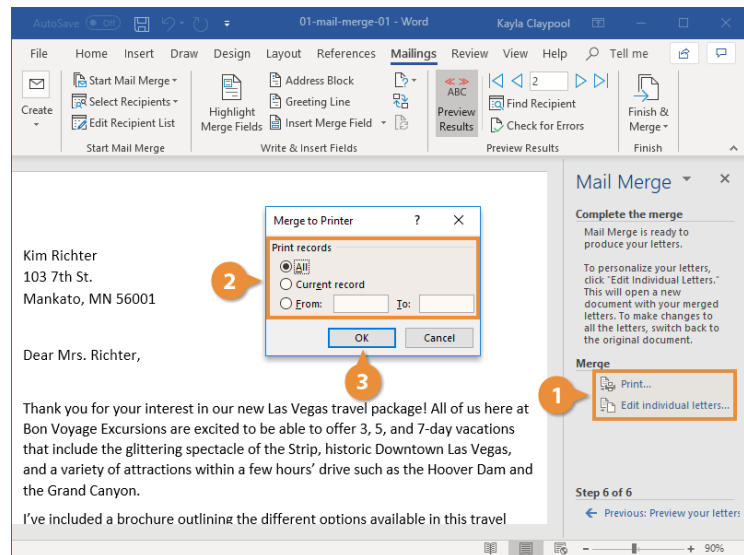 AutoSave Off 01-mail-merge-01 - Word Kayla Claypool
File Home Insert Draw Design Layout References Mailings Review View Help Tell me
Create
Start Mail Merge
Select Recipients
Edit Recipient List
Start Mail Merge
Highlight
Merge Fields
Address Block
Greeting Line
Insert Merge Field
Write & Insert Fields
ABC
Preview
Results
2
Find Recipient
Check for Errors
Preview Results
Finish &
Merge
Finish
Kim Richter
103 7th St.
Mankato, MN 56001
Dear Mrs. Richter,
Thank you for your interest in our new Las Vegas travel package! All of us here at
Bon Voyage Excursions are excited to be able to offer 3, 5, and 7-day vacations
that include the glittering spectacle of the Strip, historic Downtown Las Vegas,
and a variety of attractions within a few hours' drive such as the Hoover Dam and
the Grand Canyon.
I've included a brochure outlining the different options available in this travel
Merge to Printer ? ×
Print records
All
Current record
From: To:
OK Cancel
2
3
Mail Merge
Complete the merge
Mail Merge is ready to
produce your letters.
To personalize your letters,
click "Edit Individual Letters."
This will open a new
document with your merged
letters. To make changes to
all the letters, switch back to
the original document.
Merge
1
Print...
Edit individual letters...
Step 6 of 6
Previous: Preview your letters
90%